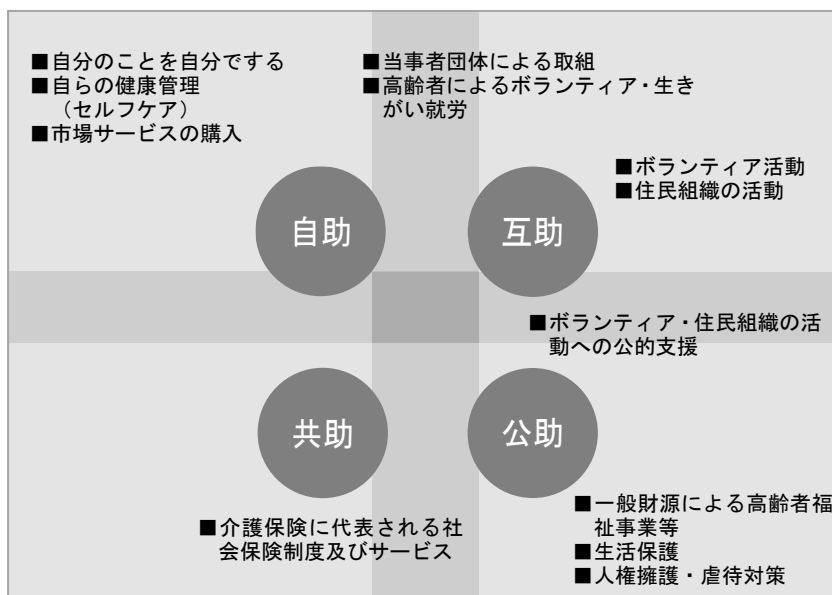 ■自分のことを自分でする
■自らの健康管理
（セルフケア）
■市場サービスの購入
■当事者団体による取組
■高齢者によるボランティア・生き
がい就労
■ボランティア活動
■住民組織の活動
自助
互助
■ボランティア・住民組織の活
動への公的支援
共助
公助
■介護保険に代表される社
会保険制度及びサービス
■一般財源による高齢者福
祉事業等
■生活保護
■人権擁護・虐待対策